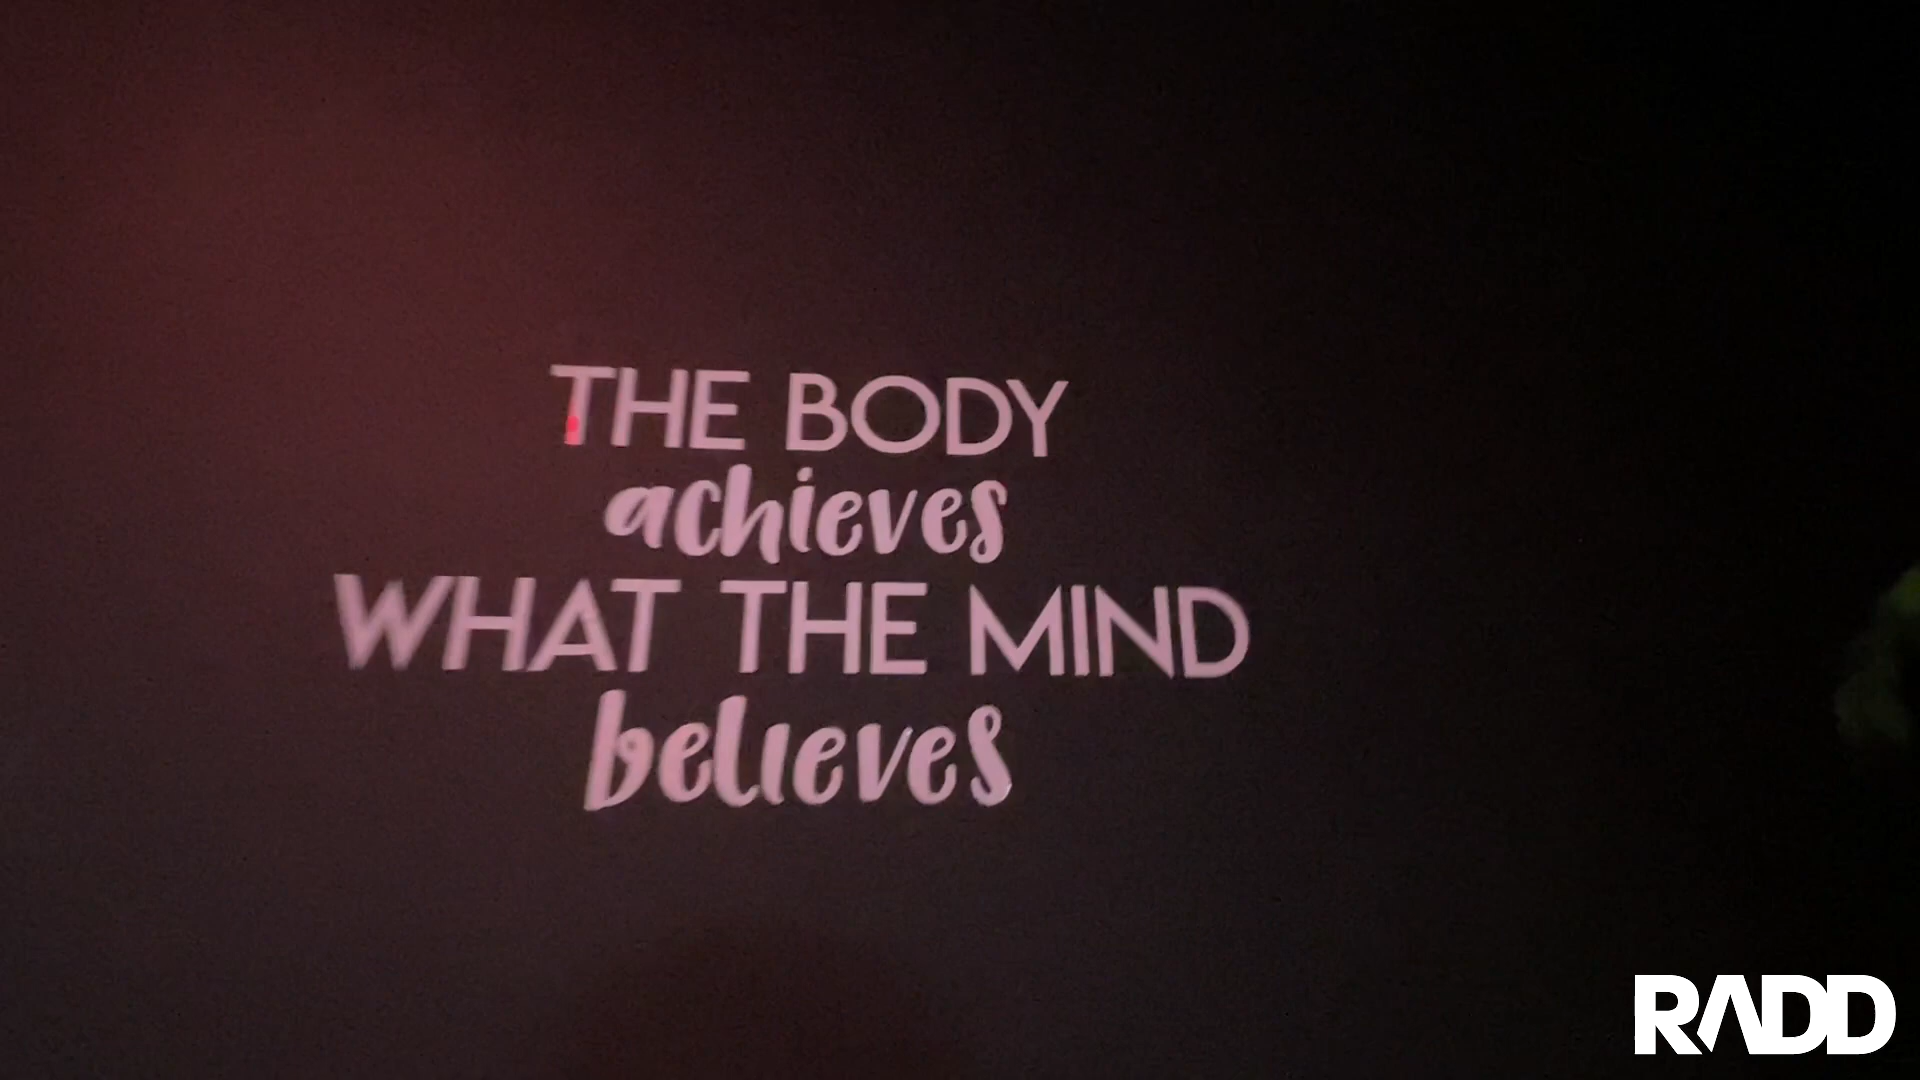 THE BODY
achieves
WHAT THE MIND
believes
RADD